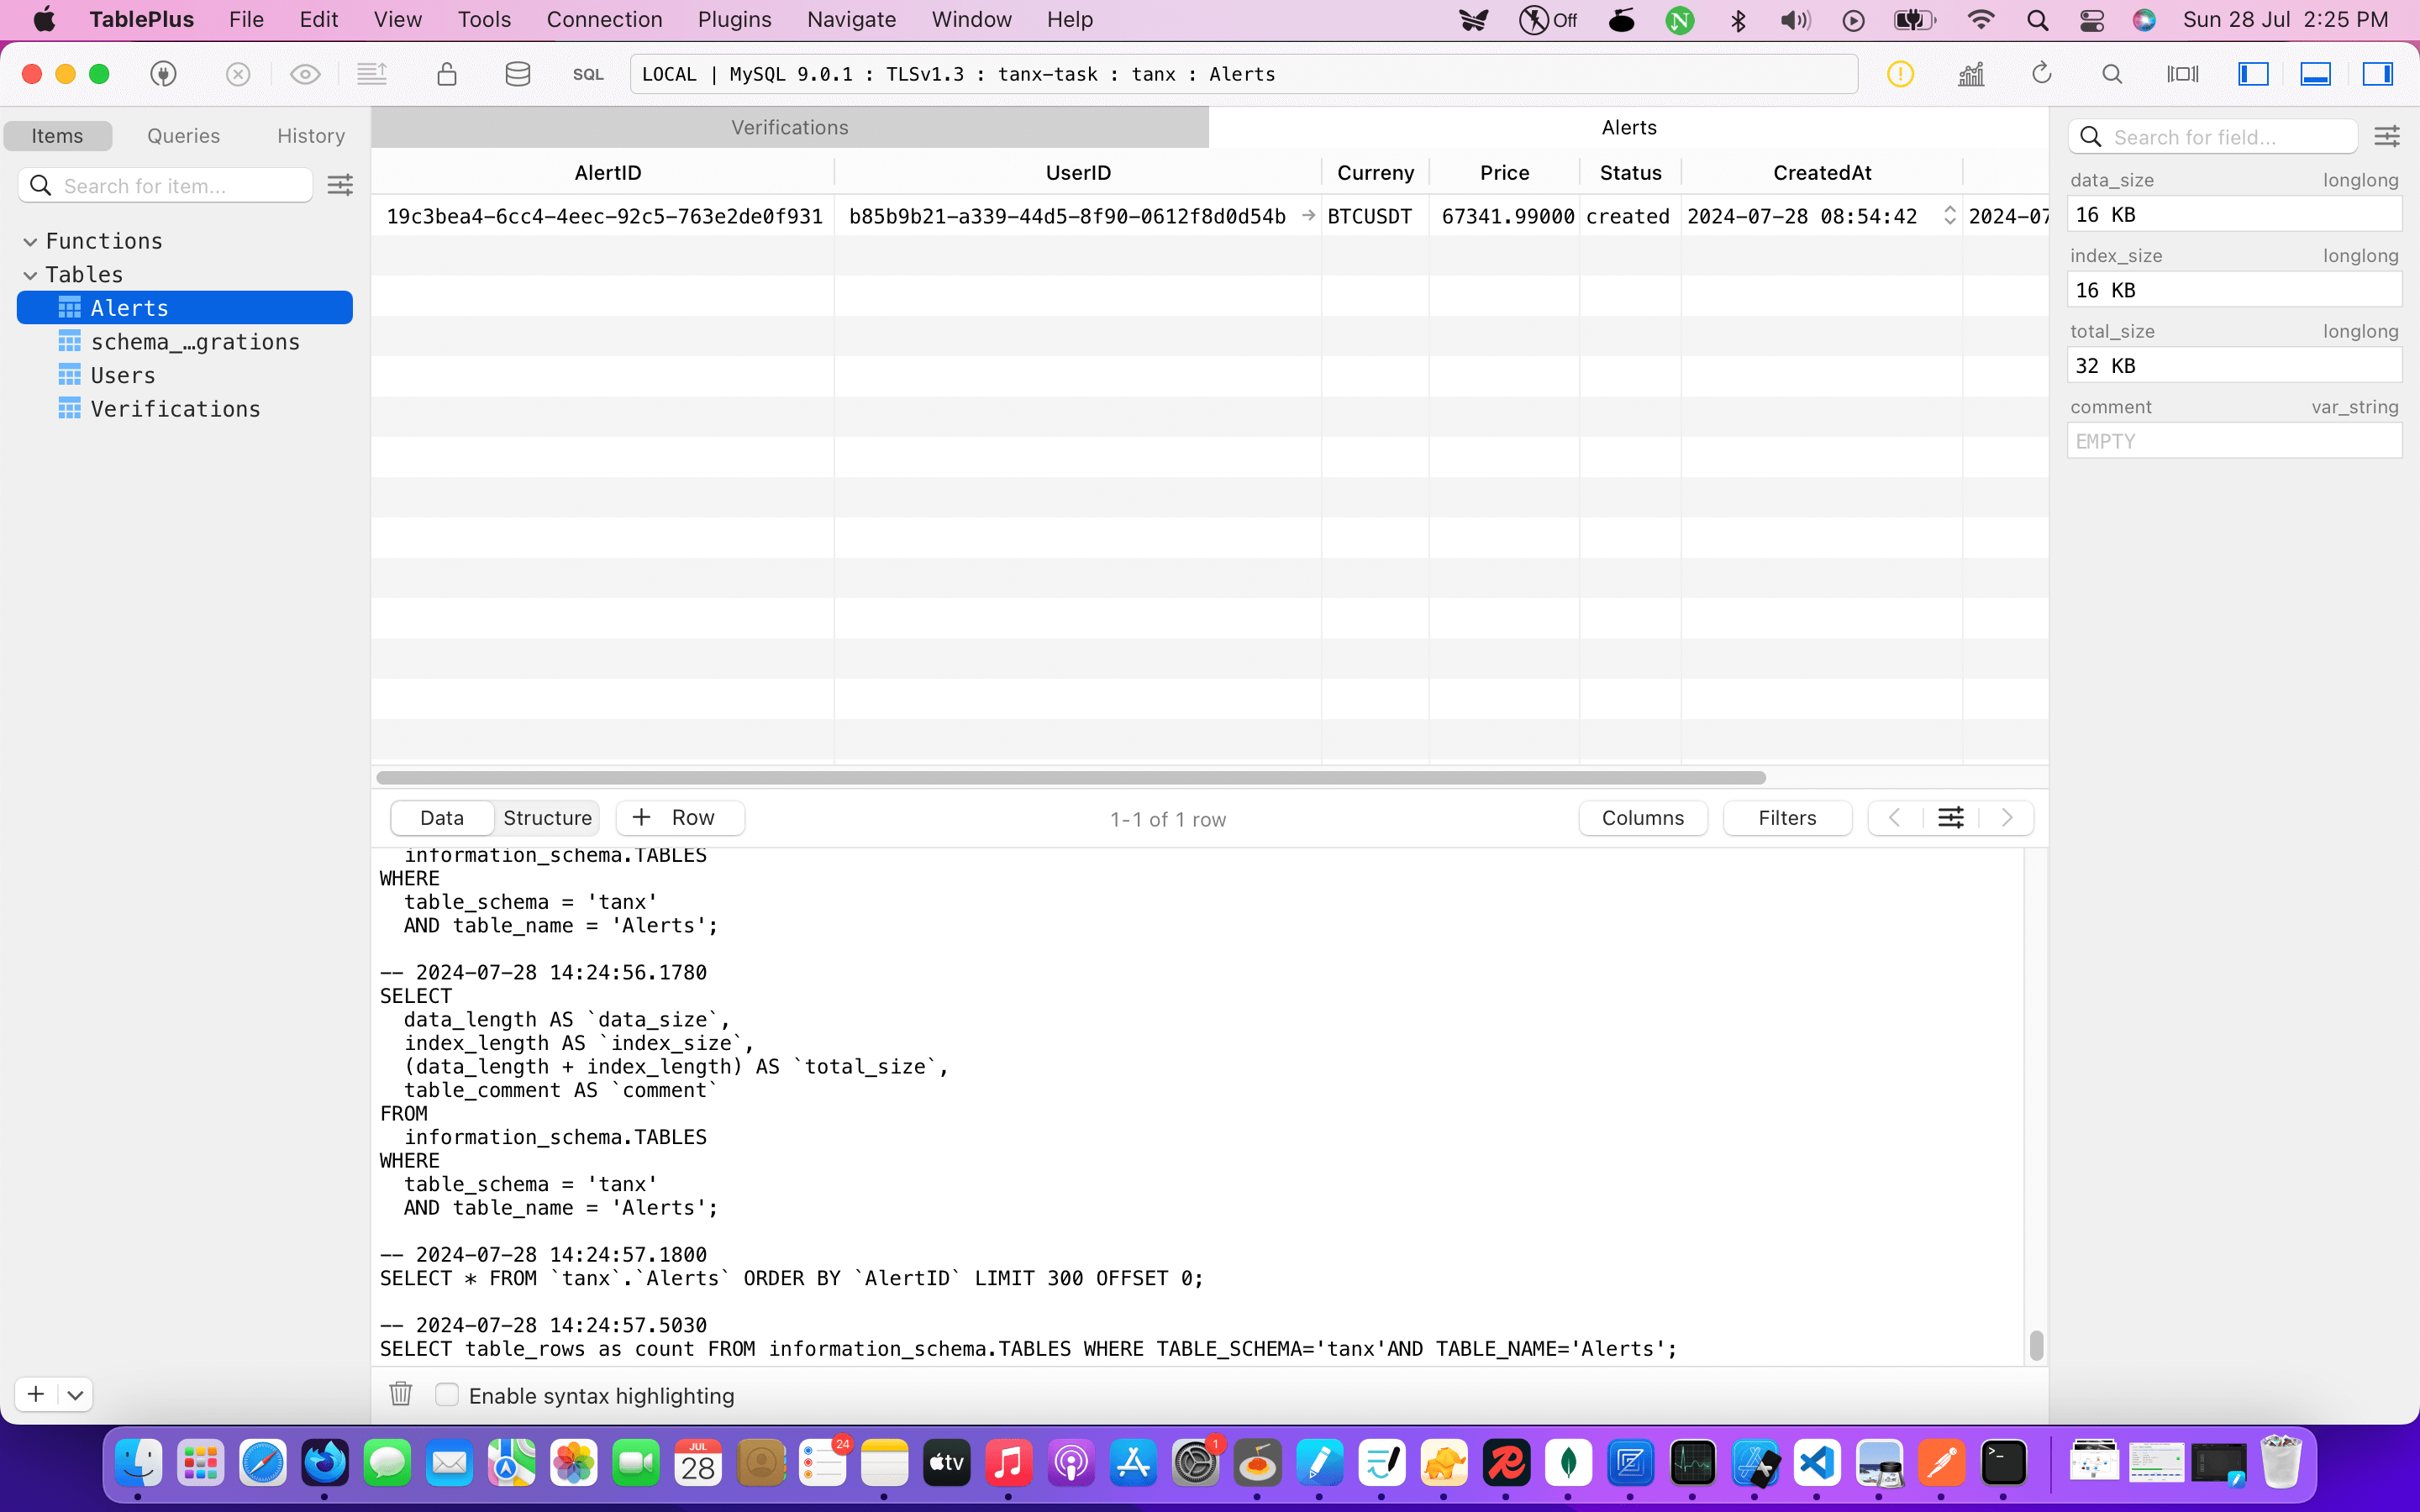 TablePlus File Edit View Tools Connection Plugins Navigate Window Help Off N Sun 28 Jul 2:25 PM
SQL LOCAL | MySQL 9.0.1 : TLSv1.3 : tanx-task : tanx : Alerts
Items Queries History
Search for item...
Functions
Tables
Alerts
schema_…grations
Users
Verifications
Verifications Alerts
AlertID UserID Curreny Price Status CreatedAt
19c3bea4-6cc4-4eec-92c5-763e2de0f931 b85b9b21-a339-44d5-8f90-0612f8d0d54b BTCUSDT 67341.99000 created 2024-07-28 08:54:42 2024-07
Data Structure + Row 1-1 of 1 row Columns Filters
information_schema.TABLES
WHERE
table_schema = 'tanx'
AND table_name = 'Alerts';
-- 2024-07-28 14:24:56.1780
SELECT
data_length AS `data_size`,
index_length AS `index_size`,
(data_length + index_length) AS `total_size`,
table_comment AS `comment`
FROM
information_schema.TABLES
WHERE
table_schema = 'tanx'
AND table_name = 'Alerts';
-- 2024-07-28 14:24:57.1800
SELECT * FROM `tanx`.`Alerts` ORDER BY `AlertID` LIMIT 300 OFFSET 0;
-- 2024-07-28 14:24:57.5030
SELECT table_rows as count FROM information_schema.TABLES WHERE TABLE_SCHEMA='tanx'AND TABLE_NAME='Alerts';
Enable syntax highlighting
Search for field...
data_size longlong
16 KB
index_size longlong
16 KB
total_size longlong
32 KB
comment var_string
EMPTY
JUL
28
24
tv
1